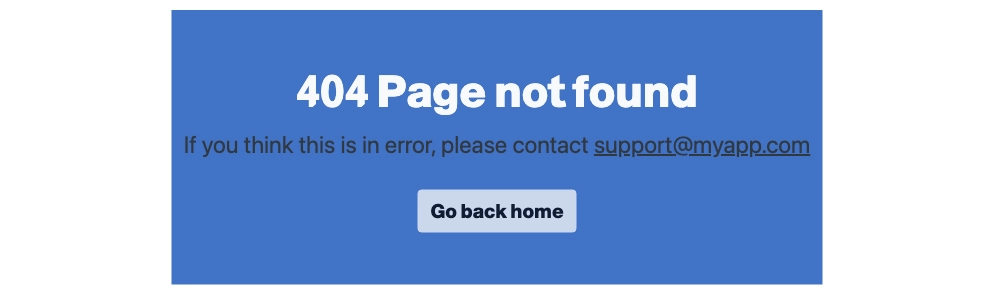 404 Page not found
If you think this is in error, please contact support@myapp.com
Go back home